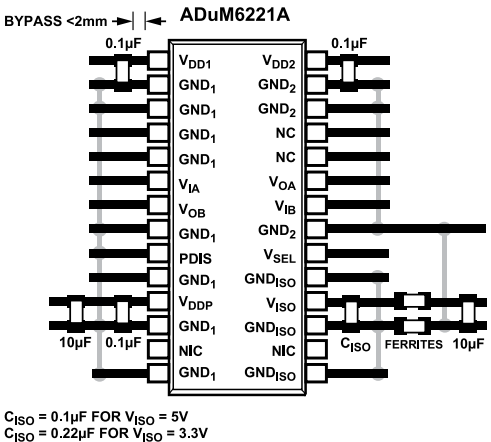 BYPASS <2mm
ADuM6221A
0.1µF
0.1µF
VDD1
VDD2
GND1
GND2
GND1
GND2
GND1
NC
GND1
NC
VIA
VOA
VOB
VIB
GND1
GND2
PDIS
VSEL
GND1
GNDISO
VDDP
VISO
GND1
GNDISO
10µF
0.1µF
CISO
FERRITES
10µF
NIC
NIC
GND1
GNDISO
CISO = 0.1µF FOR VISO = 5V
CISO = 0.22µF FOR VISO = 3.3V